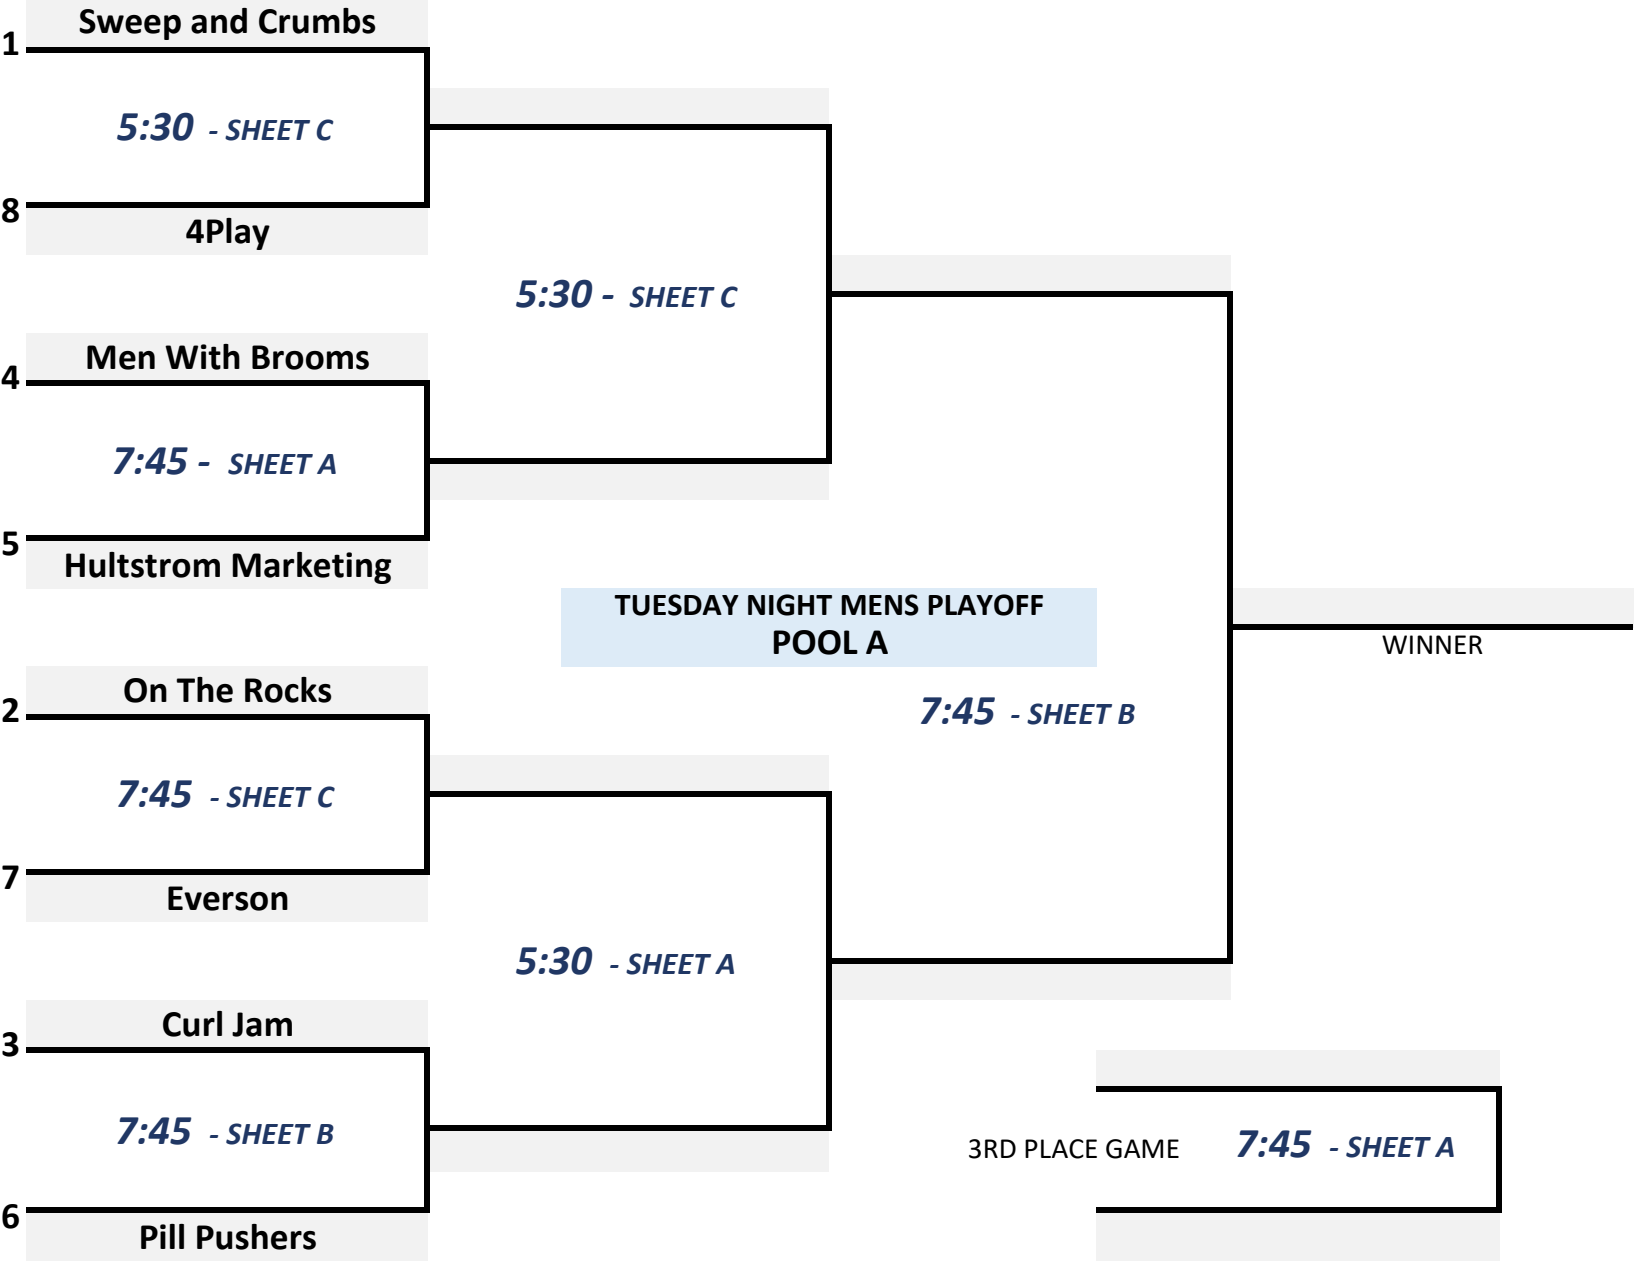 Sweep and Crumbs
1
5:30 - SHEET C
8
4Play
5:30 - SHEET C
Men With Brooms
4
7:45 - SHEET A
5
Hultstrom Marketing
TUESDAY NIGHT MENS PLAYOFF
POOL A
WINNER
On The Rocks
2
7:45 - SHEET B
7:45 - SHEET C
7
Everson
5:30 - SHEET A
Curl Jam
3
7:45 - SHEET B
3RD PLACE GAME 7:45 - SHEET A
6
Pill Pushers